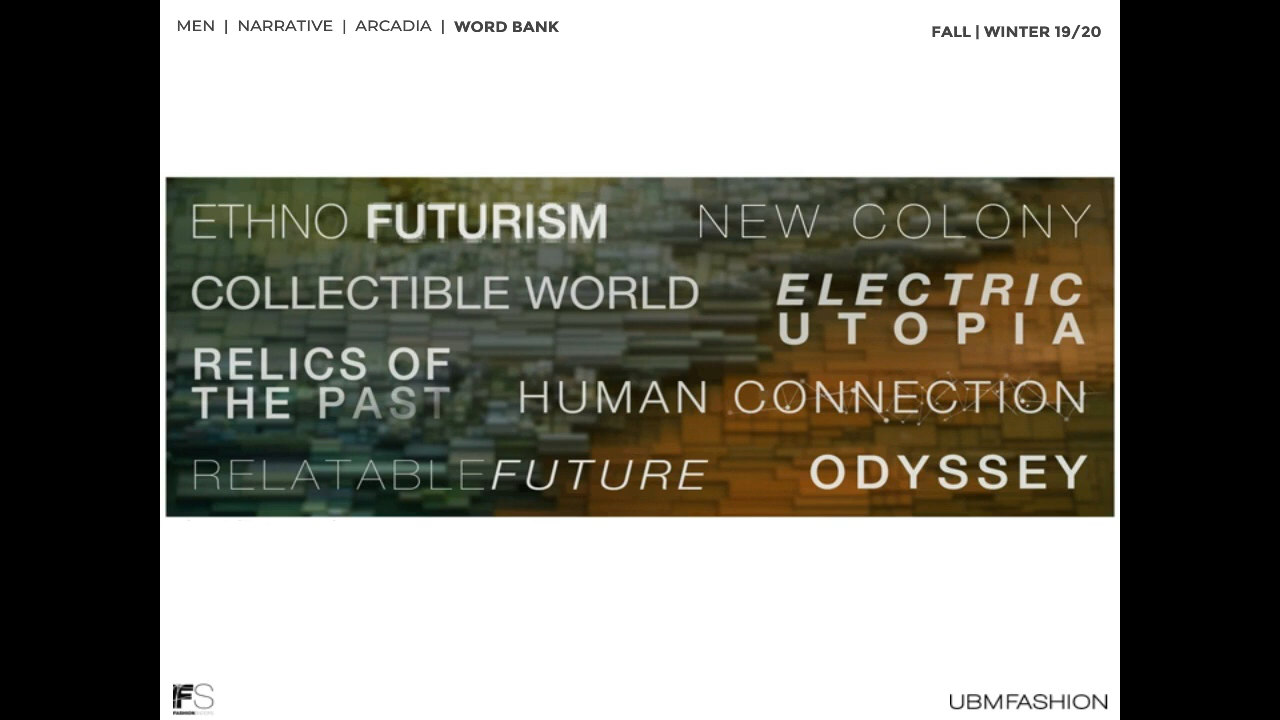 MEN | NARRATIVE | ARCADIA | WORD BANK
FALL | WINTER 19/20
ETHNO FUTURISM
NEW COLONY
COLLECTIBLE WORLD
ELECTRIC
UTOPIA
RELICS OF
THE PAST
HUMAN CONNECTION
RELATABLEFUTURE
ODYSSEY
FS
FASHION
UBMFASHION